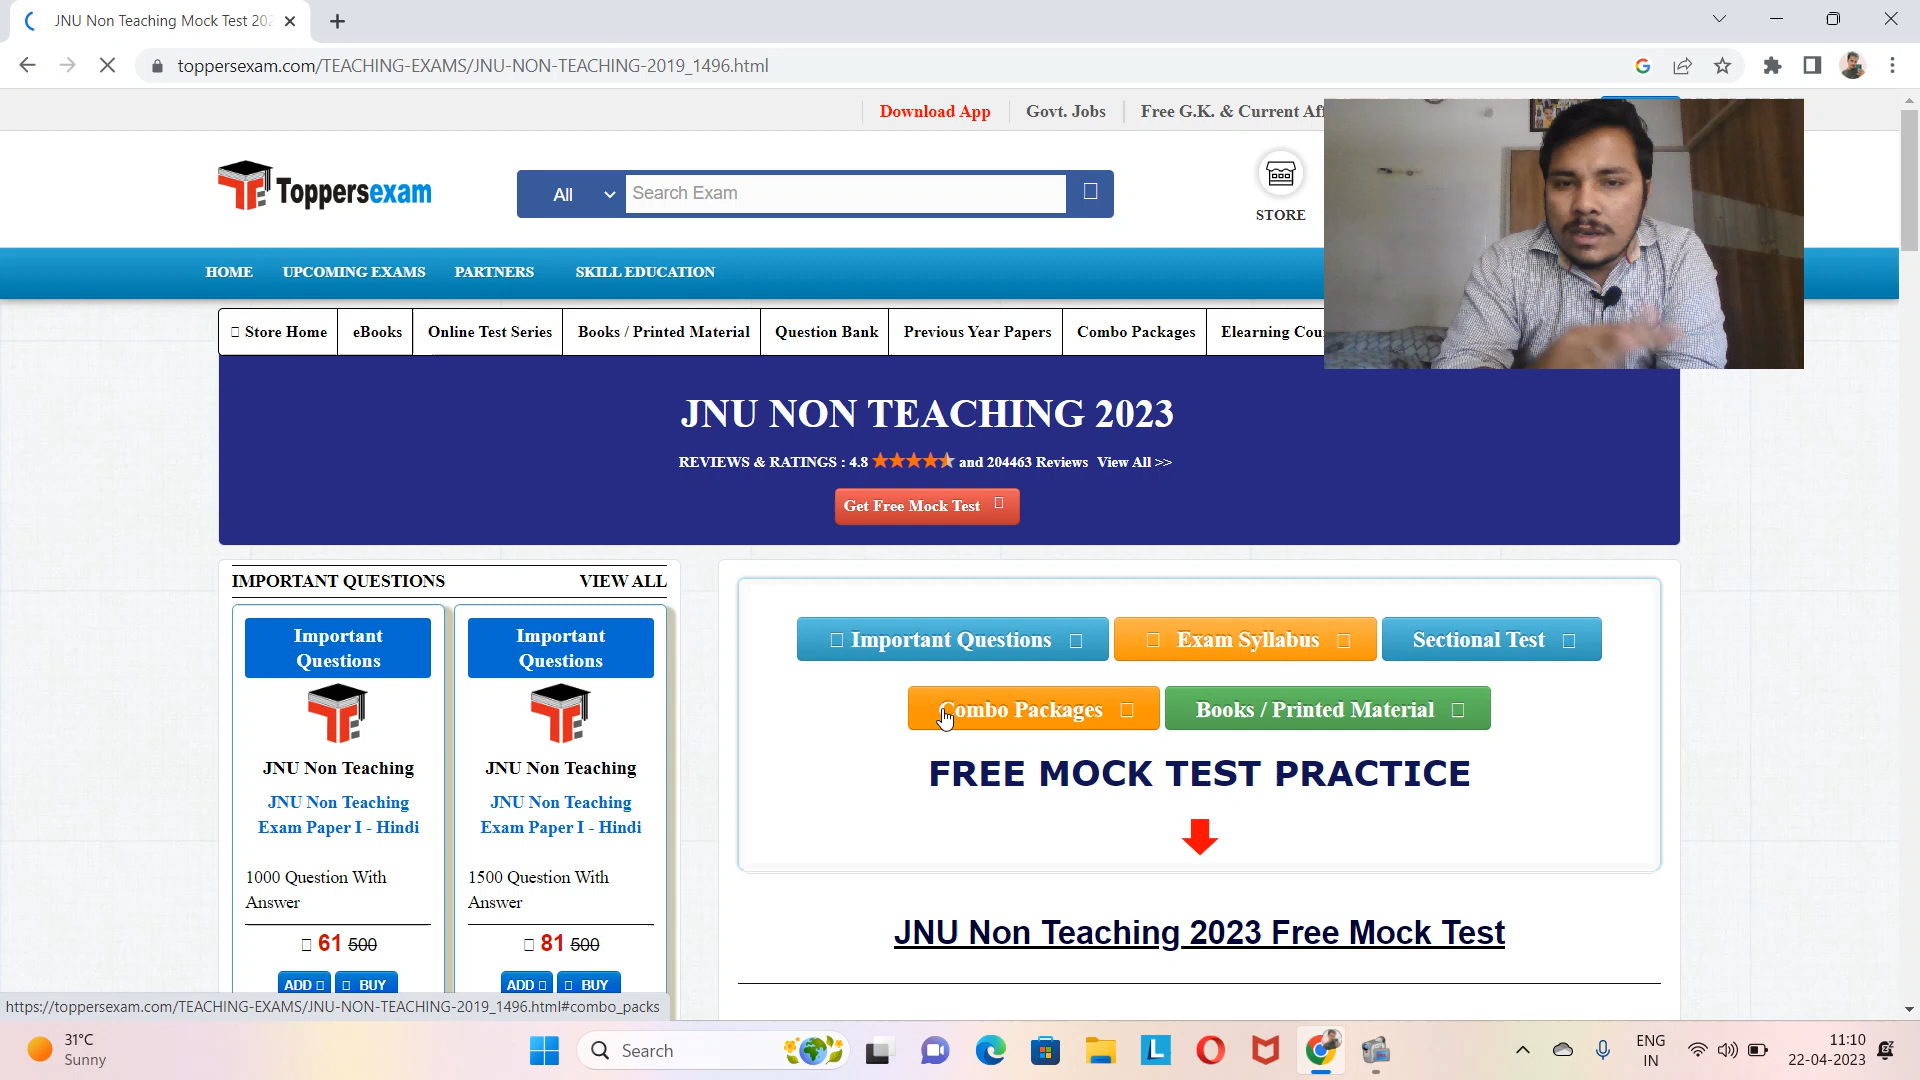 JNU Non Teaching Mock Test 202
toppersexam.com/TEACHING-EXAMS/JNU-NON-TEACHING-2019_1496.html
Download App
Govt. Jobs
Free G.K. & Current Aff
Toppersexam
All
Search Exam
STORE
HOME
UPCOMING EXAMS
PARTNERS
SKILL EDUCATION
Store Home
eBooks
Online Test Series
Books / Printed Material
Question Bank
Previous Year Papers
Combo Packages
Elearning Cou
JNU NON TEACHING 2023
REVIEWS & RATINGS : 4.8 and 204463 Reviews View All >>
Get Free Mock Test
IMPORTANT QUESTIONS
VIEW ALL
Important
Questions
JNU Non Teaching
JNU Non Teaching
Exam Paper I - Hindi
1000 Question With
Answer
61 500
ADD
BUY
Important
Questions
JNU Non Teaching
JNU Non Teaching
Exam Paper I - Hindi
1500 Question With
Answer
81 500
ADD
BUY
Important Questions
Exam Syllabus
Sectional Test
Combo Packages
Books / Printed Material
FREE MOCK TEST PRACTICE
JNU Non Teaching 2023 Free Mock Test
https://toppersexam.com/TEACHING-EXAMS/JNU-NON-TEACHING-2019_1496.html#combo_packs
31°C
Sunny
Search
ENG
IN
11:10
22-04-2023